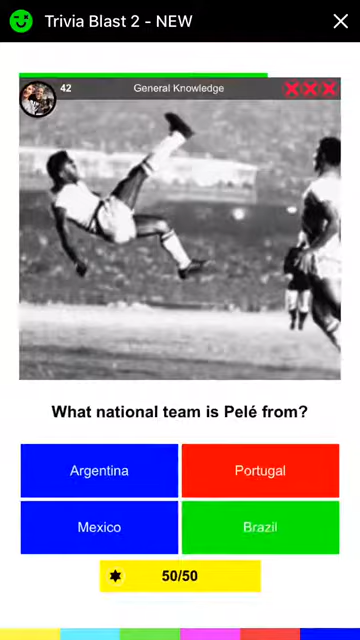 Trivia Blast 2 - NEW
42
General Knowledge
What national team is Pelé from?
Argentina
Portugal
Mexico
Brazil
50/50